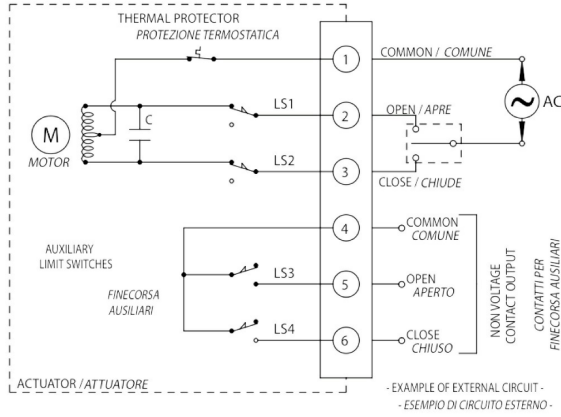 THERMAL PROTECTOR
PROTEZIONE TERMOSTATICA
1
COMMON / COMUNE
M
MOTOR
C
LS1
2
OPEN / APRE
AC
LS2
3
CLOSE / CHIUDE
4
COMMON
COMUNE
AUXILIARY
LIMIT SWITCHES
FINECORSA
AUSILIARI
LS3
5
OPEN
APERTO
LS4
6
CLOSE
CHIUSO
NON VOLTAGE
CONTACT OUTPUT
CONTATTI PER
FINECORSA AUSILIARI
ACTUATOR / ATTUATORE
- EXAMPLE OF EXTERNAL CIRCUIT -
- ESEMPIO DI CIRCUITO ESTERNO -